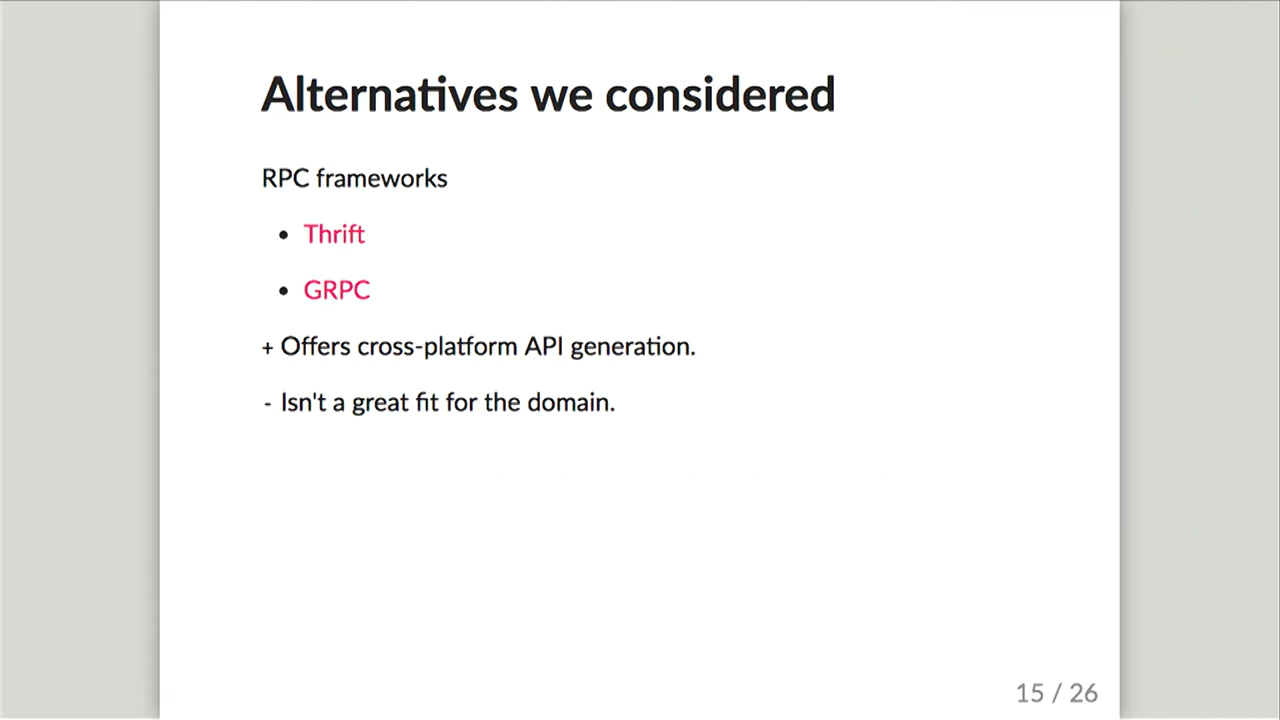 Alternatives we considered
RPC frameworks
• Thrift
• GRPC
+ Offers cross-platform API generation.
- Isn't a great fit for the domain.
15 / 26